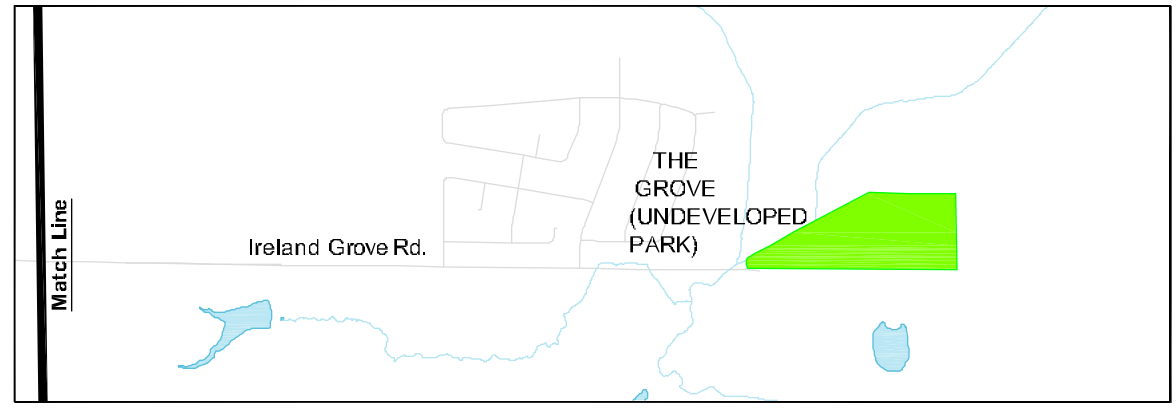 Match Line
Ireland Grove Rd.
THE
GROVE
(UNDEVELOPED
PARK)